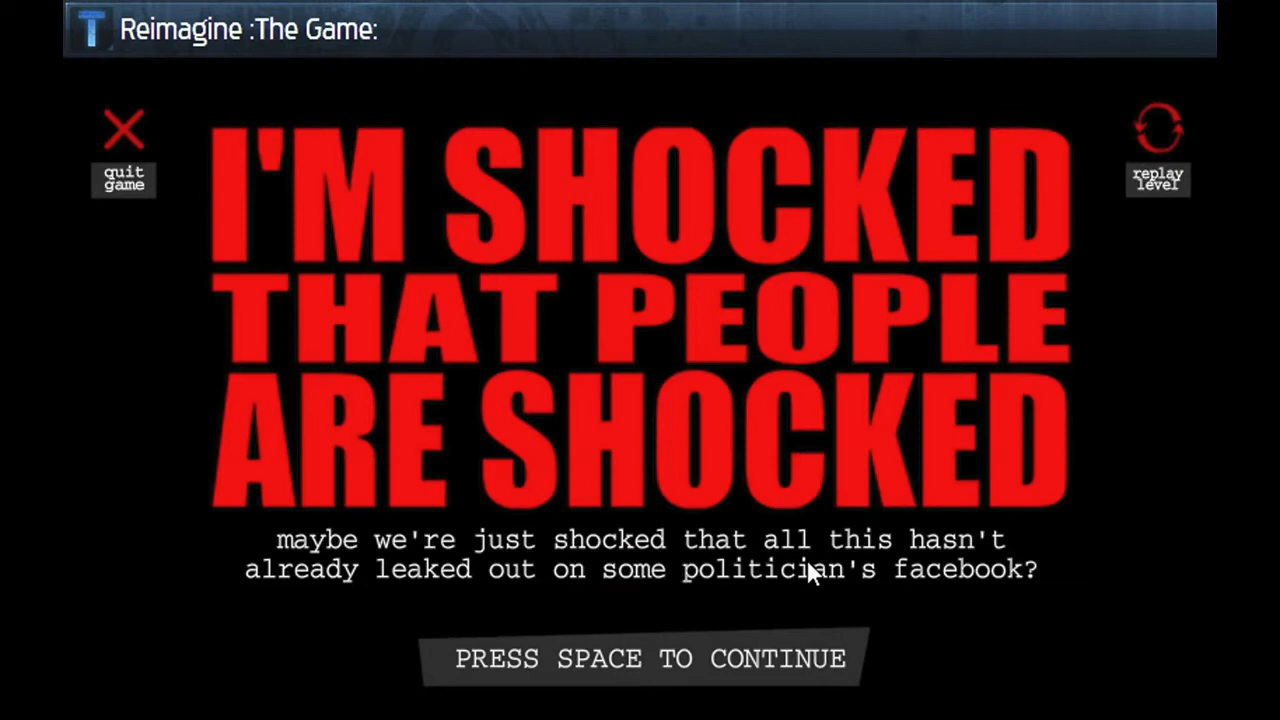 T Reimagine :The Game:
quit
game
replay
level
I'M SHOCKED
THAT PEOPLE
ARE SHOCKED
maybe we're just shocked that all this hasn't
already leaked out on some politician's facebook?
PRESS SPACE TO CONTINUE